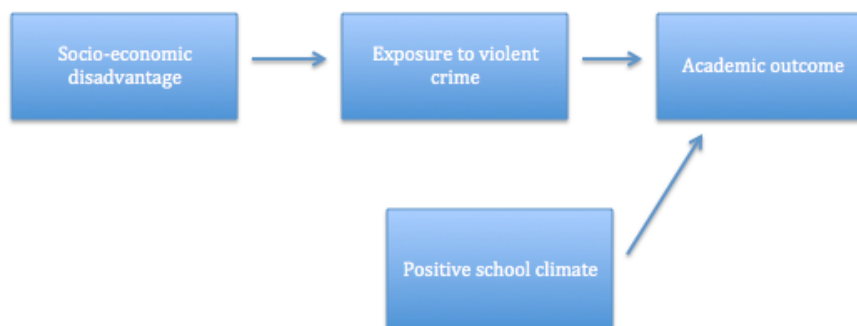 Socio-economic
disadvantage
Exposure to violent
crime
Academic outcome
Positive school climate